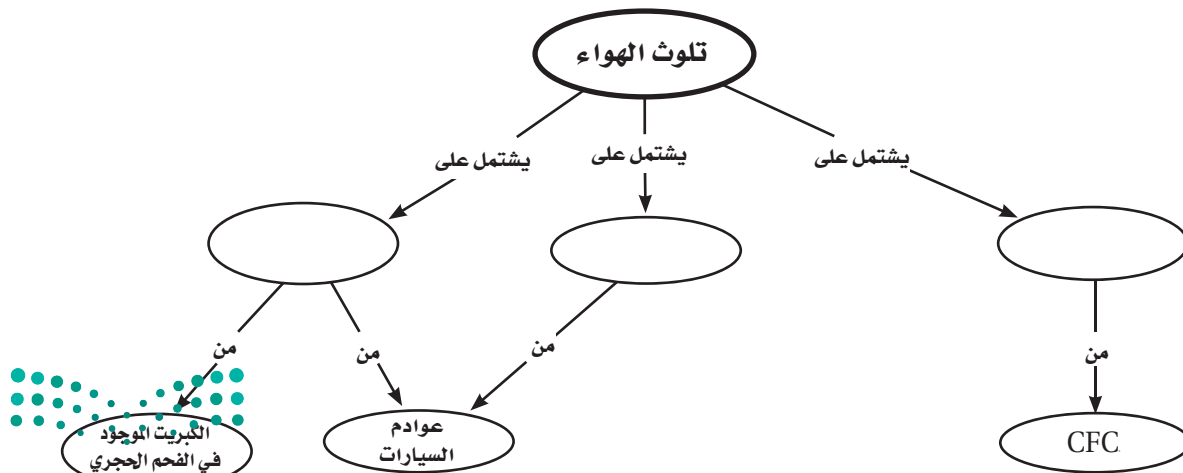 تلوث الهواء
يشتمل على
يشتمل على
يشتمل على
من
من
من
من
CFC
عوادم
السيارات
الكبريت الموجود
في الفحم الحجري